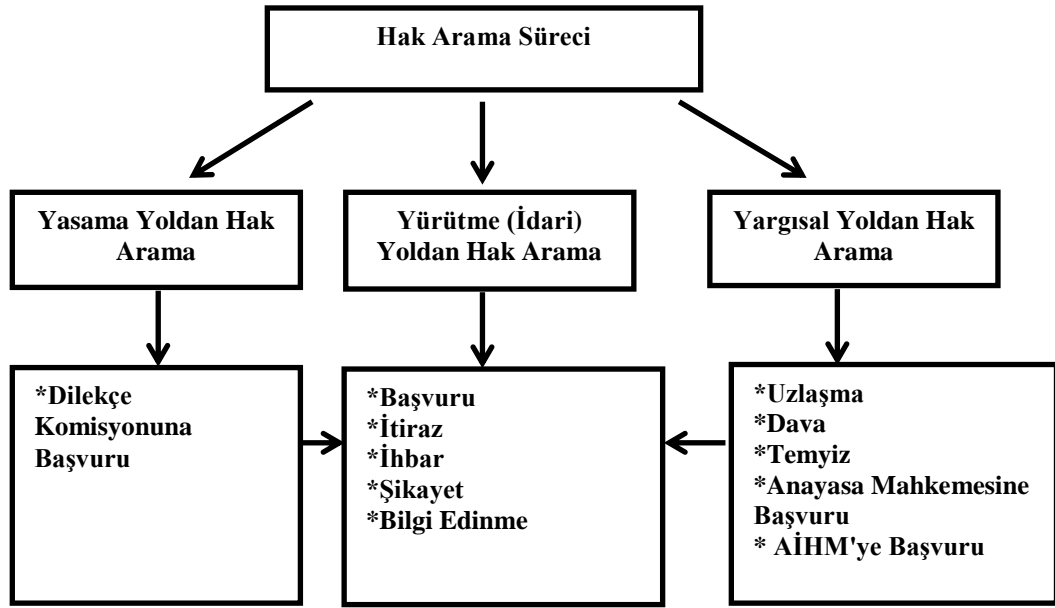 Hak Arama Süreci
Yasama Yoldan Hak
Arama
Yürütme (İdari)
Yoldan Hak Arama
Yargısal Yoldan Hak
Arama
*Dilekçe
Komisyonuna
Başvuru
*Başvuru
*İtiraz
*İhbar
*Şikayet
*Bilgi Edinme
*Uzlaşma
*Dava
*Temyiz
*Anayasa Mahkemesine
Başvuru
* AİHM'ye Başvuru